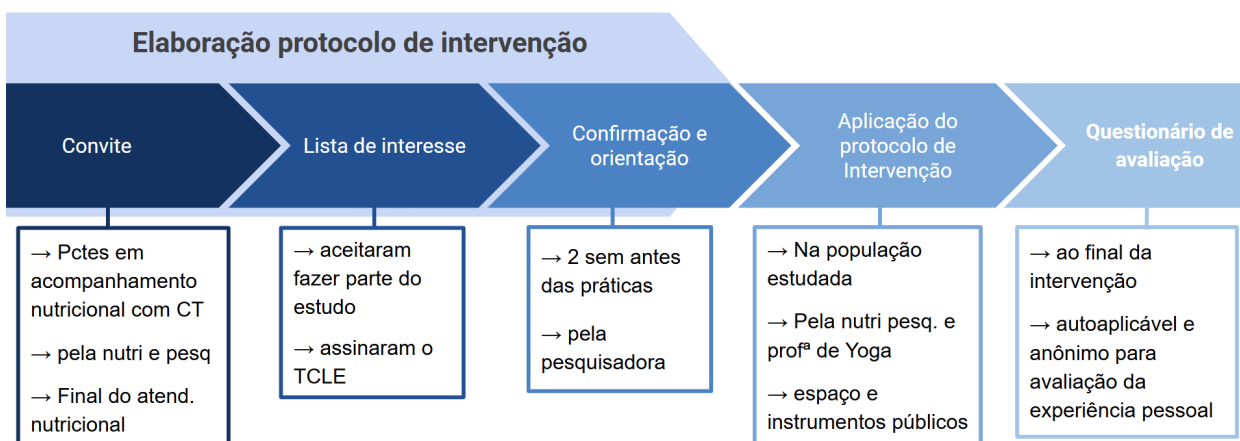 Elaboração protocolo de intervenção
Convite
Lista de interesse
Confirmação e
orientação
Aplicação do
protocolo de
Intervenção
Questionário de
avaliação
→ Pctes em
acompanhamento
nutricional com CT
→ pela nutri e pesq
→ Final do atend.
nutricional
→ aceitaram
fazer parte do
estudo
→ assinaram o
TCLE
→ 2 sem antes
das práticas
→ pela
pesquisadora
→ Na população
estudada
→ Pela nutri pesq. e
profª de Yoga
→ espaço e
instrumentos públicos
→ ao final da
intervenção
→ autoaplicável e
anônimo para
avaliação da
experiência pessoal